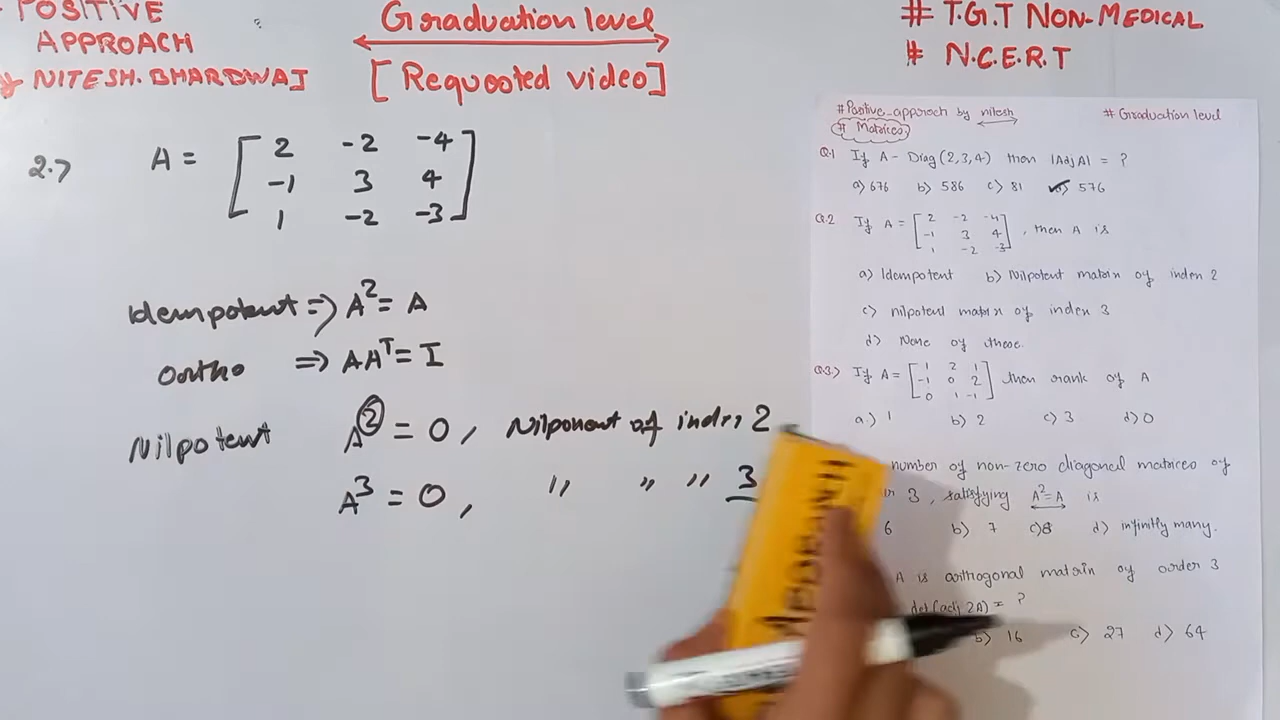 POSITIVE
APPROACH
NITESH.BHARDWAJ
Graduation level
[Requested video]
# T.G.T NON-MEDICAL
# N.C.E.R.T
2.7
A = [2 -2 -4
-1 3 4
1 -2 -3]
Idempotent => A² = A
Ortho => AAᵀ = I
Nilpotent A² = 0, Nilponent of index 2
A³ = 0, " " " 3
#Positive_approach by nitesh
# Graduation level
# Matrices
Q.1 If A - Diag(2,3,4) then |Adj A| = ?
a) 676 b) 586 c) 81 d) 576
Q.2 If A = [2 -2 -4
-1 3 4
1 -2 -3], then A is
a) Idempotent b) Nilpotent matrix of index 2
c) nilpotent matrix of index 3
d) None of these.
Q.3) If A = [1 2 1
-1 0 2
0 1 -1] then rank of A
a.) 1 b) 2 c) 3 d) 0
number of non-zero diagonal matrices of
3, satisfying A² = A is
6 b) 7 c) 8 d) infinitly many.
A is orthogonal matrix of order 3
det(adj 2A) = ?
b) 16 c) 27 d) 64